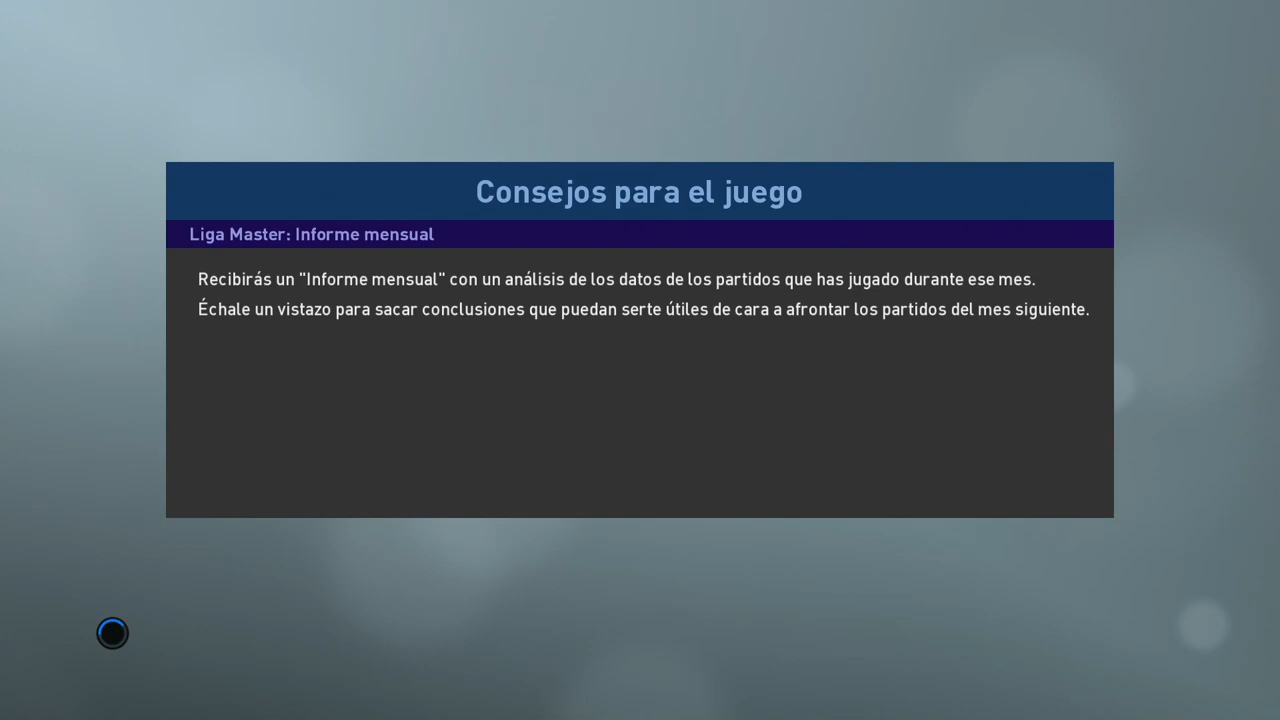 Consejos para el juego
Liga Master: Informe mensual
Recibirás un "Informe mensual" con un análisis de los datos de los partidos que has jugado durante ese mes.
Échale un vistazo para sacar conclusiones que puedan serte útiles de cara a afrontar los partidos del mes siguiente.